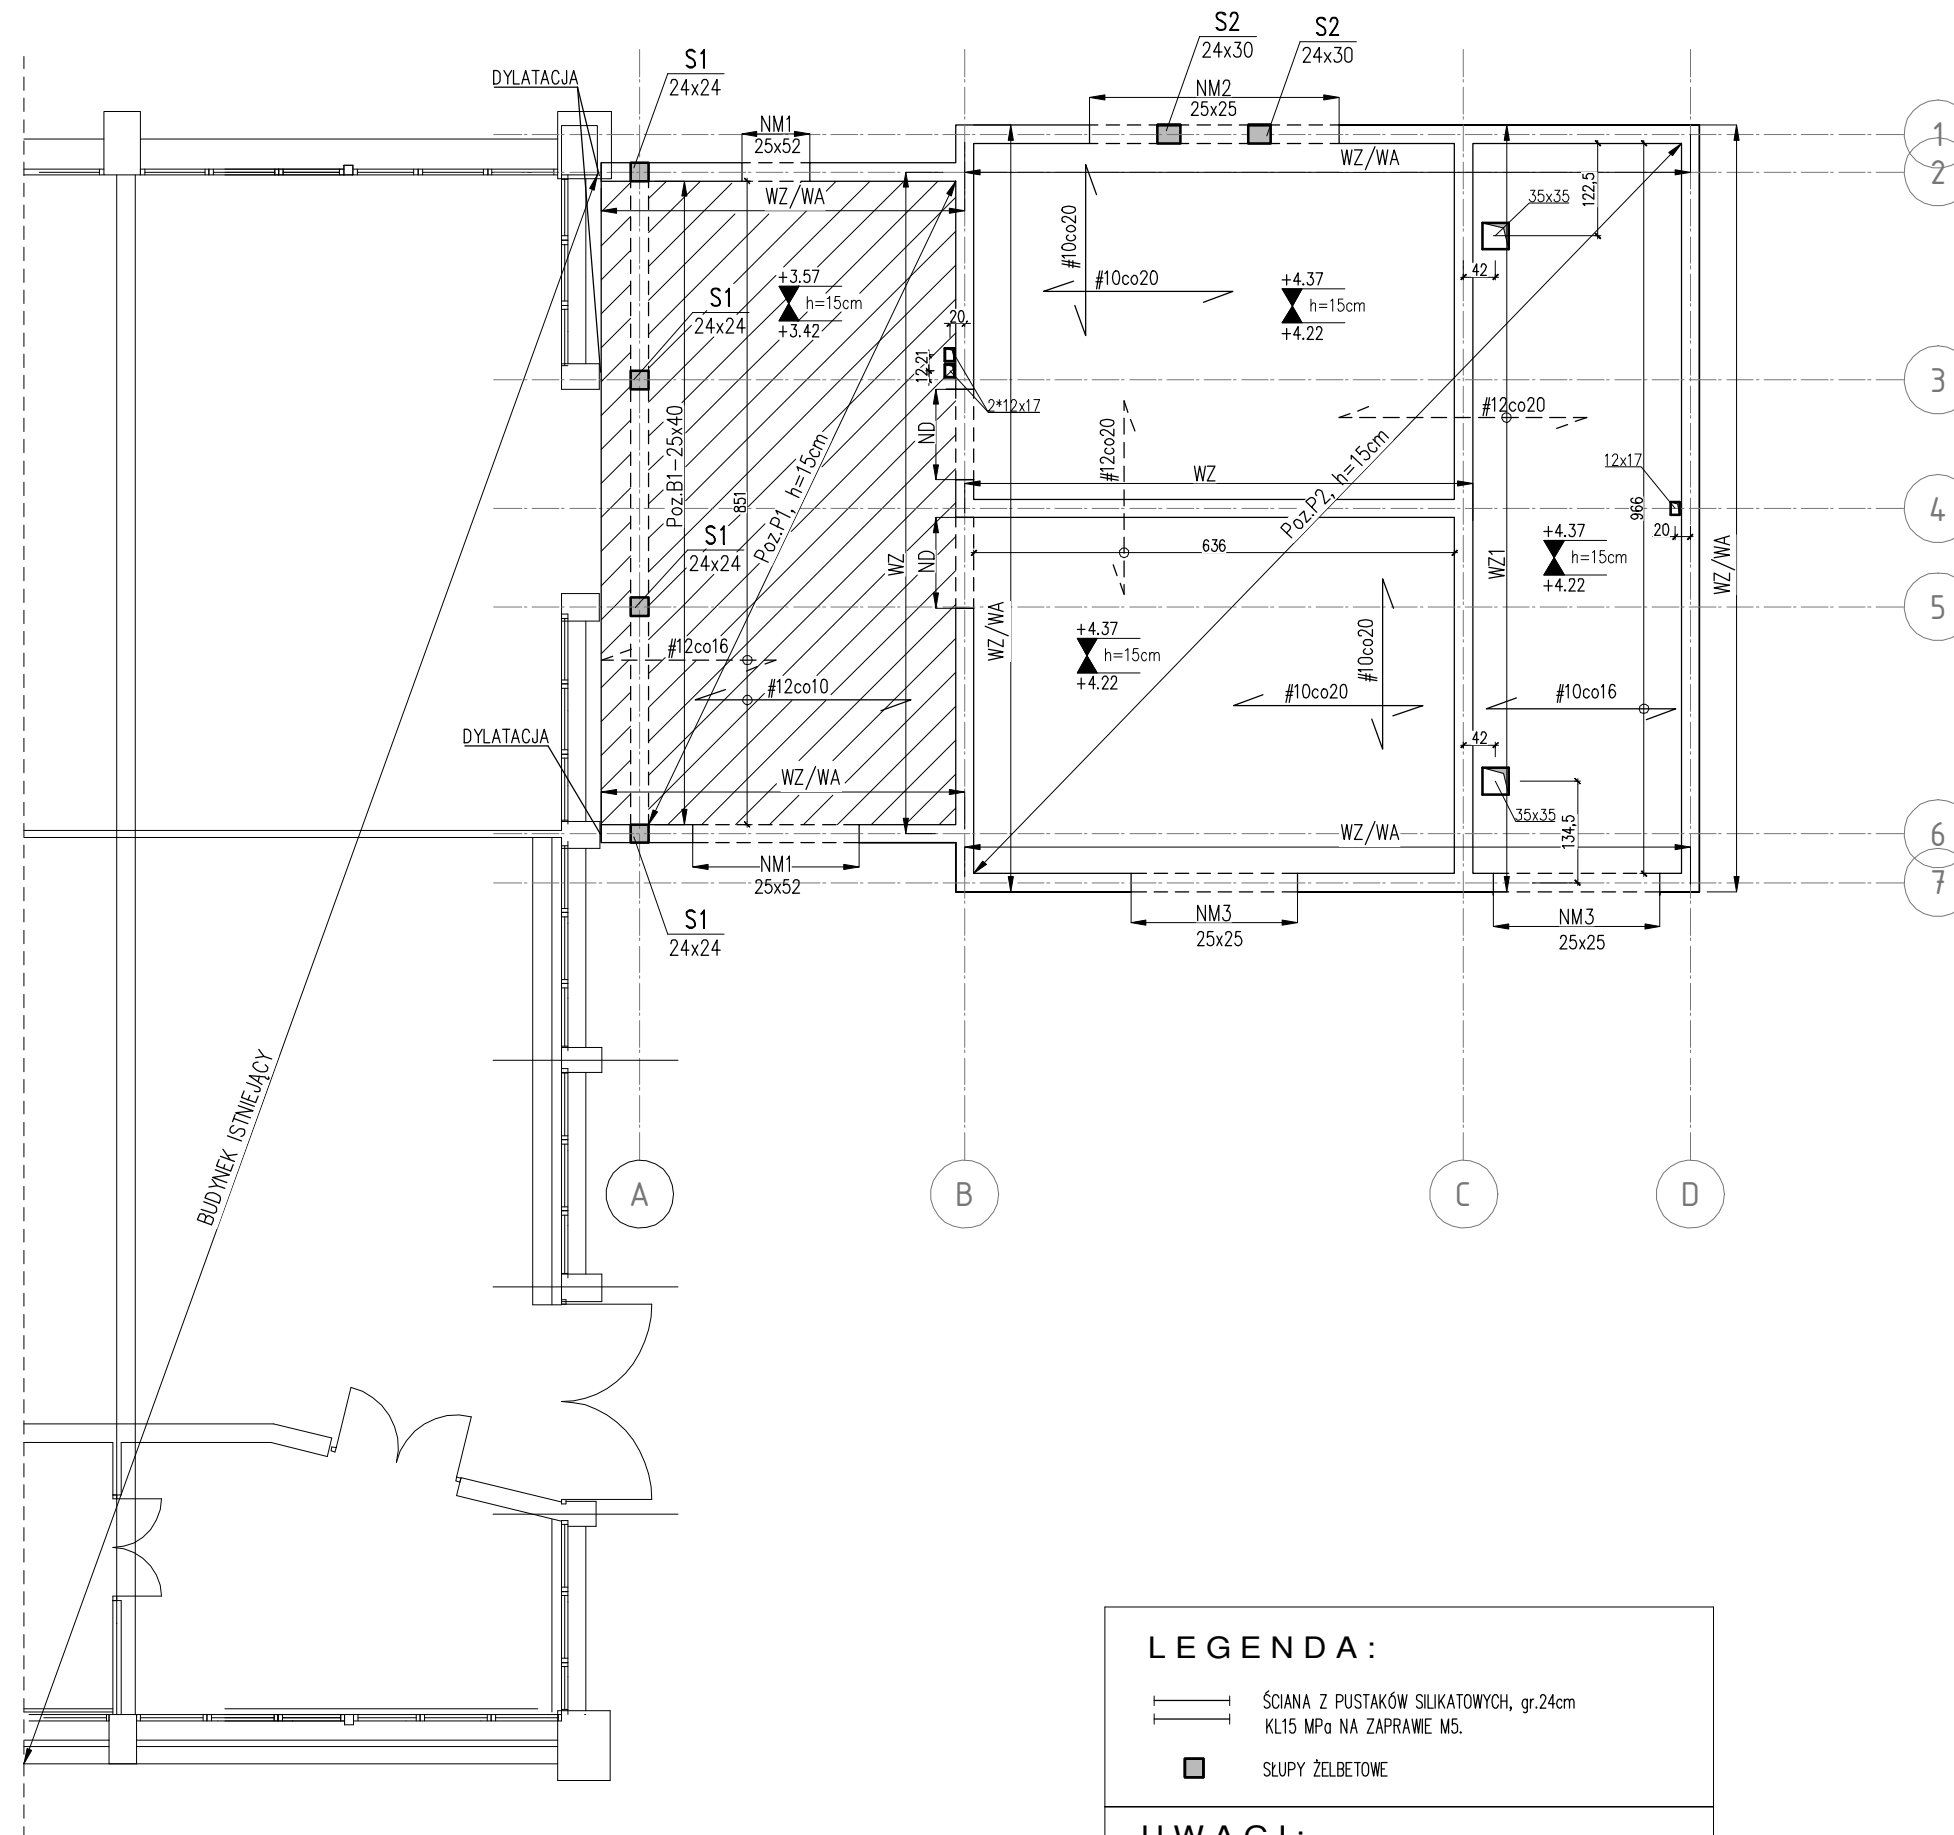 S2
24x30
S2
24x30
S1
24x24
DYLATACJA
NM2
25x25
NM1
25x52
1
2
WZ/WA
WZ/WA
122,5
35x35
#10co20
#10co20
42
+3.57
h=15cm
+3.42
+4.37
h=15cm
+4.22
S1
24x24
20
12
21
3
2*12x17
#12co20
Poz.B1-25x40
Poz.P1, h=15cm
ND
#12co20
Poz.P2, h=15cm
12x17
WZ
851
966
4
20
S1
24x24
+4.37
h=15cm
+4.22
636
WZ
ND
WZ1
WZ/WA
5
WZ/WA
+4.37
h=15cm
+4.22
#10co20
#12co16
#12co10
#10co20
#10co16
DYLATACJA
42
WZ/WA
35x35
134,5
WZ/WA
6
7
NM1
25x52
S1
24x24
NM3
25x25
NM3
25x25
BUDYNEK ISTNIEJĄCY
A
B
C
D
LEGENDA:
ŚCIANA Z PUSTAKÓW SILIKATOWYCH, gr.24cm
KL15 MPa NA ZAPRAWIE M5.
SŁUPY ŻELBETOWE
UWAGI: